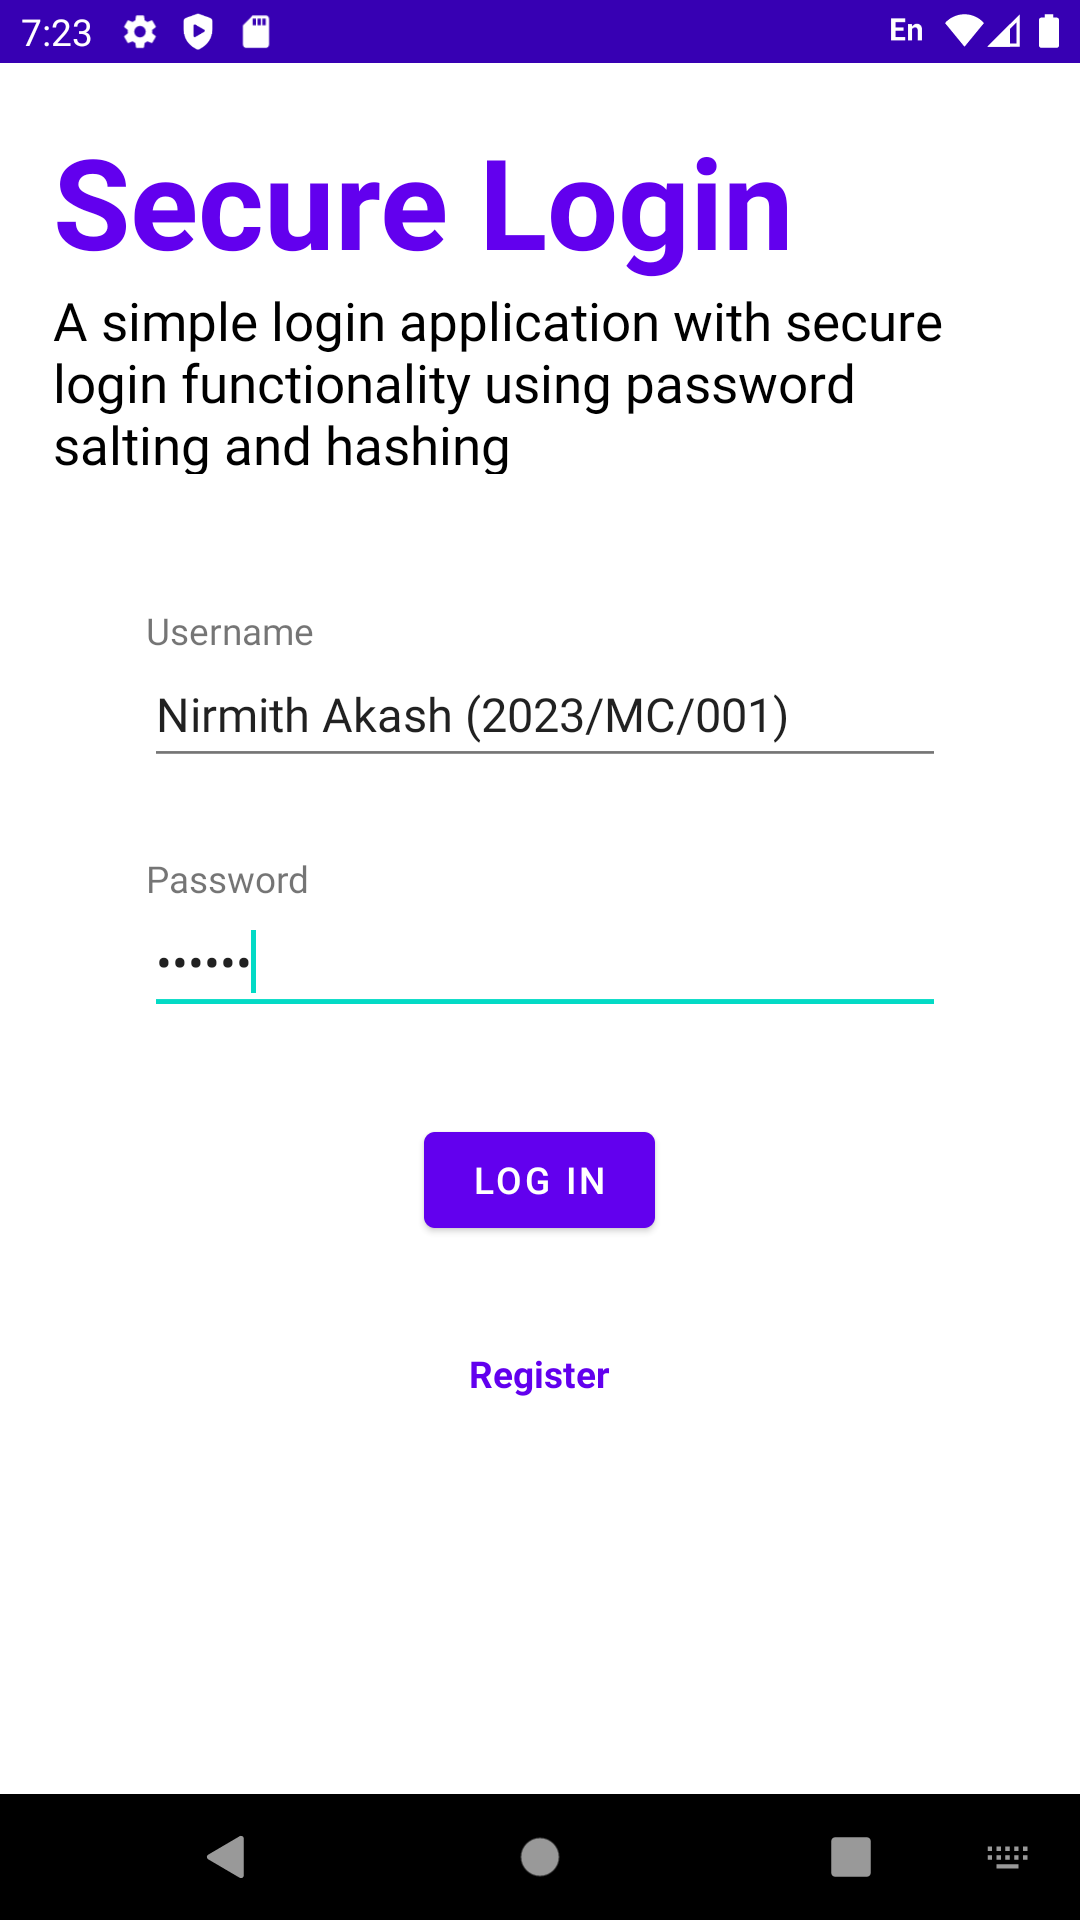 7:23
En
Secure Login
A simple login application with secure
login functionality using password
salting and hashing
Username
Nirmith Akash (2023/MC/001)
Password
••••••
LOG IN
Register